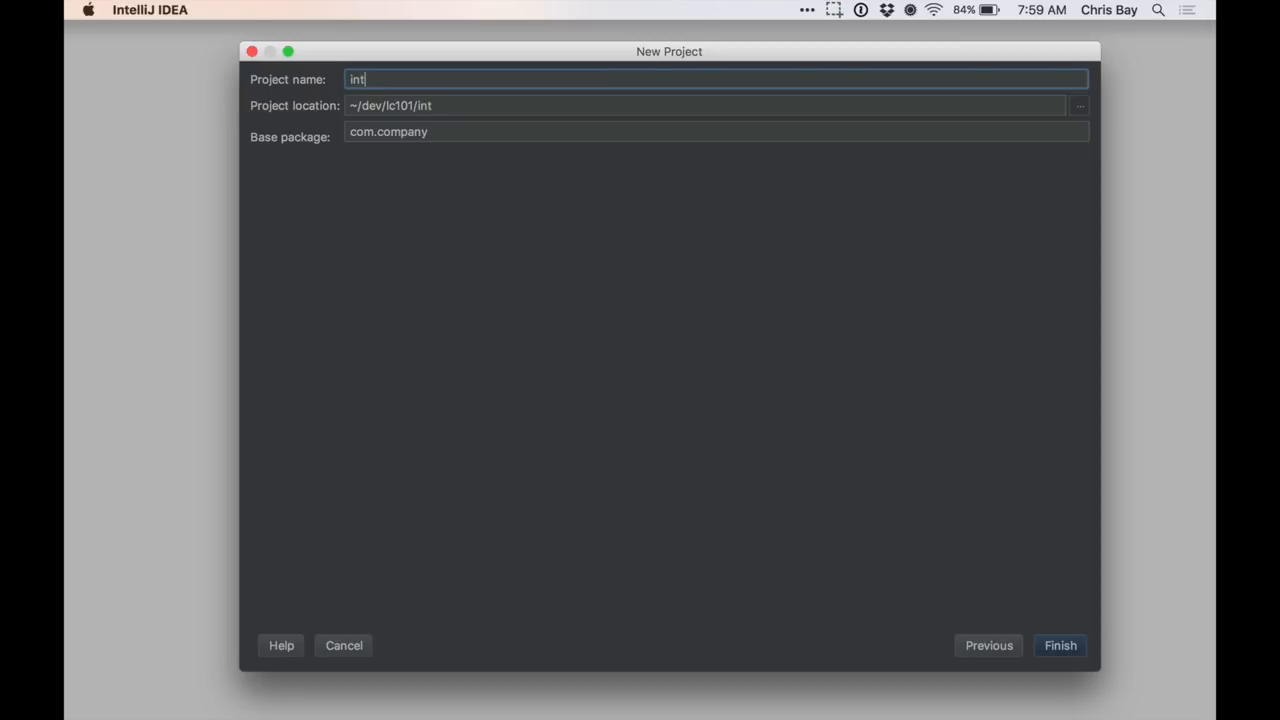 IntelliJ IDEA
84%
7:59 AM
Chris Bay
New Project
Project name: int
Project location: ~/dev/lc101/int
...
Base package: com.company
Help
Cancel
Previous
Finish